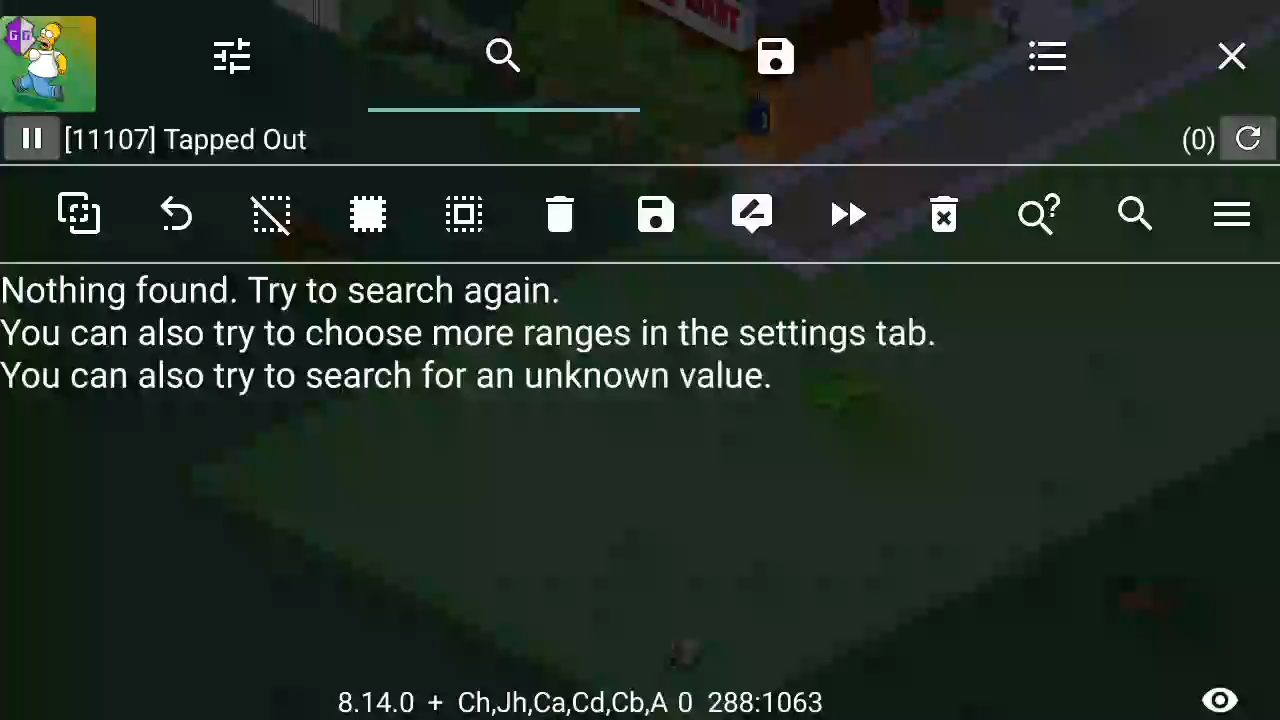 GG
[11107] Tapped Out
(0)
?
Nothing found. Try to search again.
You can also try to choose more ranges in the settings tab.
You can also try to search for an unknown value.
8.14.0 + Ch,Jh,Ca,Cd,Cb,A 0 288:1063